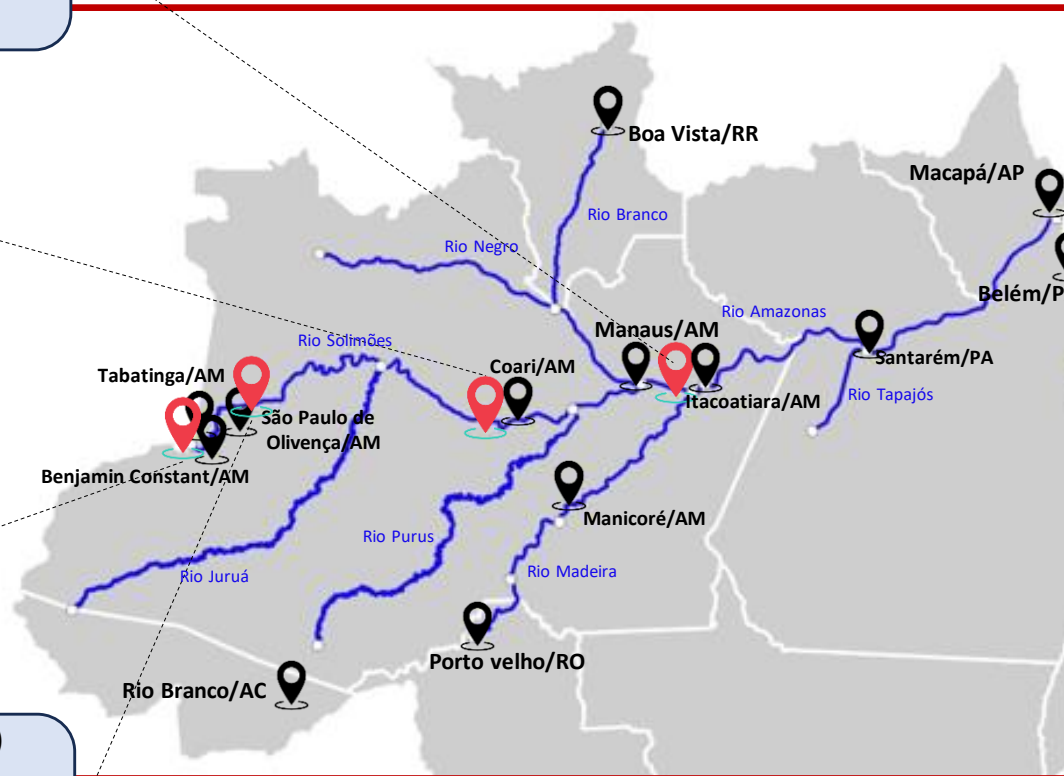 Boa Vista/RR
Macapá/AP
Rio Branco
Rio Negro
Belém/P
Rio Amazonas
Manaus/AM
Rio Solimões
Santarém/PA
Coari/AM
Tabatinga/AM
Rio Tapajós
Itacoatiara/AM
São Paulo de
Olivença/AM
Benjamin Constant/AM
Manicoré/AM
Rio Purus
Rio Madeira
Rio Juruá
Porto velho/RO
Rio Branco/AC